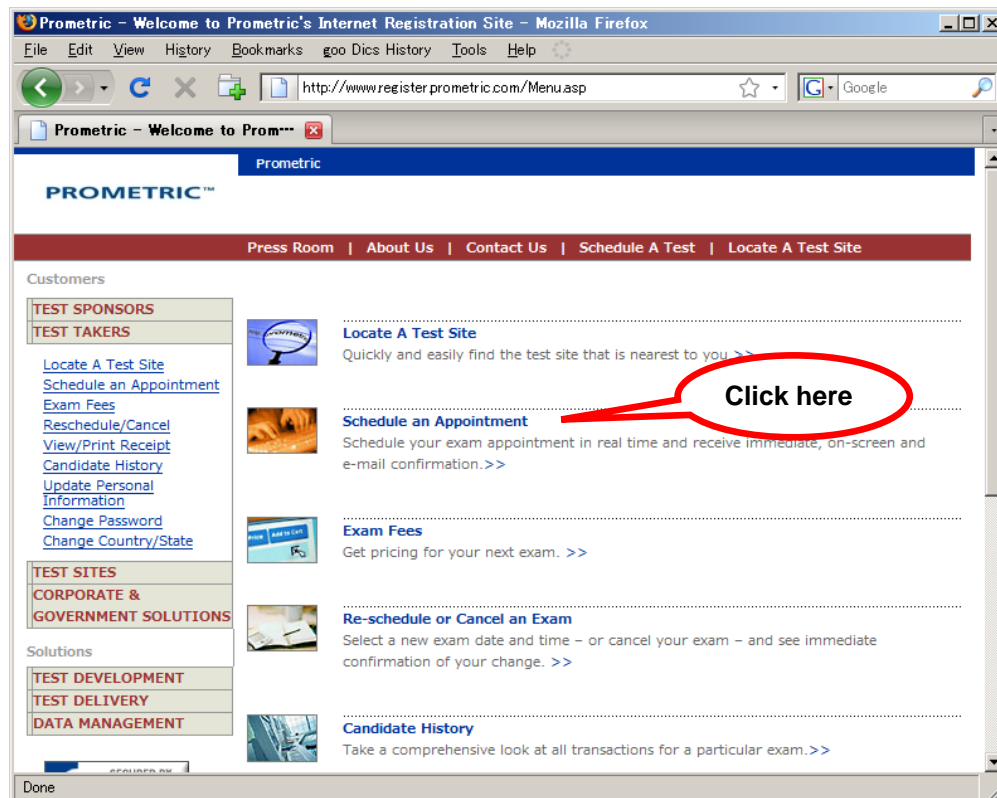 Prometric - Welcome to Prometric's Internet Registration Site - Mozilla Firefox
File Edit View History Bookmarks goo Dics History Tools Help
http://www.register.prometric.com/Menu.asp
Google
Prometric - Welcome to Prom...
Prometric
PROMETRIC™
Press Room | About Us | Contact Us | Schedule A Test | Locate A Test Site
Customers
TEST SPONSORS
TEST TAKERS
Locate A Test Site
Schedule an Appointment
Exam Fees
Reschedule/Cancel
View/Print Receipt
Candidate History
Update Personal
Information
Change Password
Change Country/State
TEST SITES
CORPORATE &
GOVERNMENT SOLUTIONS
Solutions
TEST DEVELOPMENT
TEST DELIVERY
DATA MANAGEMENT
Locate A Test Site
Quickly and easily find the test site that is nearest to you.>>
Click here
Schedule an Appointment
Schedule your exam appointment in real time and receive immediate, on-screen and
e-mail confirmation.>>
Price Add to Cart
Exam Fees
Get pricing for your next exam. >>
Re-schedule or Cancel an Exam
Select a new exam date and time – or cancel your exam – and see immediate
confirmation of your change. >>
Candidate History
Take a comprehensive look at all transactions for a particular exam.>>
Done